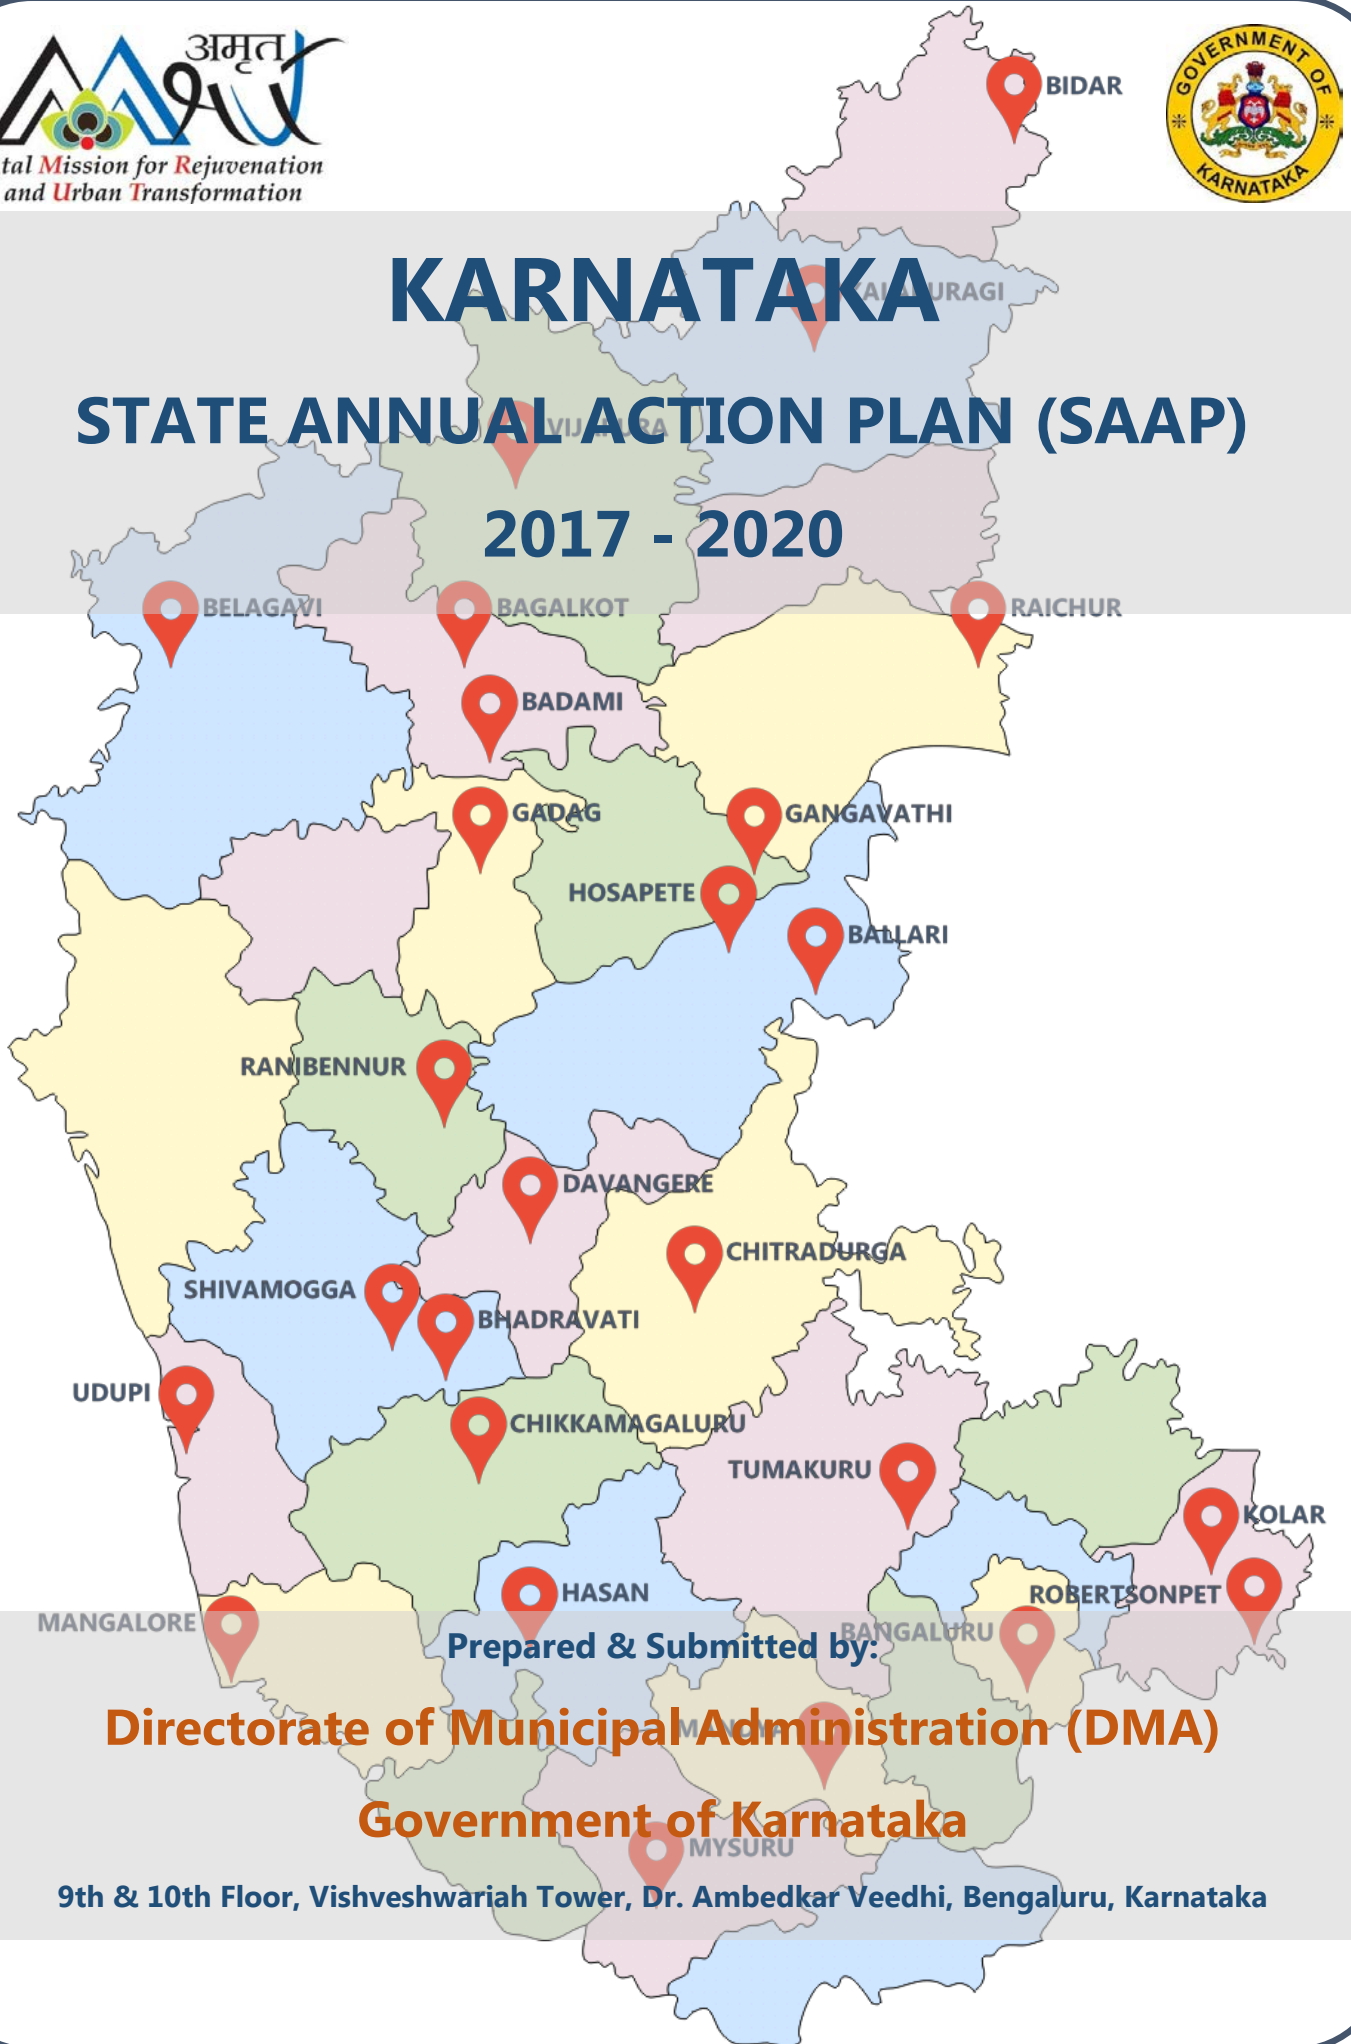 अमृत
tal Mission for Rejuvenation
and Urban Transformation
GOVERNMENT OF
KARNATAKA
BIDAR
KARNATAKA
KALABURAGI
STATE ANNUAL ACTION PLAN (SAAP)
VIJAPURA
2017 - 2020
BELAGAVI
BAGALKOT
RAICHUR
BADAMI
GADAG
GANGAVATHI
HOSAPETE
BALLARI
RANIBENNUR
DAVANGERE
CHITRADURGA
SHIVAMOGGA
BHADRAVATI
UDUPI
CHIKKAMAGALURU
TUMAKURU
KOLAR
HASAN
ROBERTSONPET
MANGALORE
BANGALURU
Prepared & Submitted by:
Directorate of Municipal Administration (DMA)
MANDYA
Government of Karnataka
MYSURU
9th & 10th Floor, Vishveshwariah Tower, Dr. Ambedkar Veedhi, Bengaluru, Karnataka